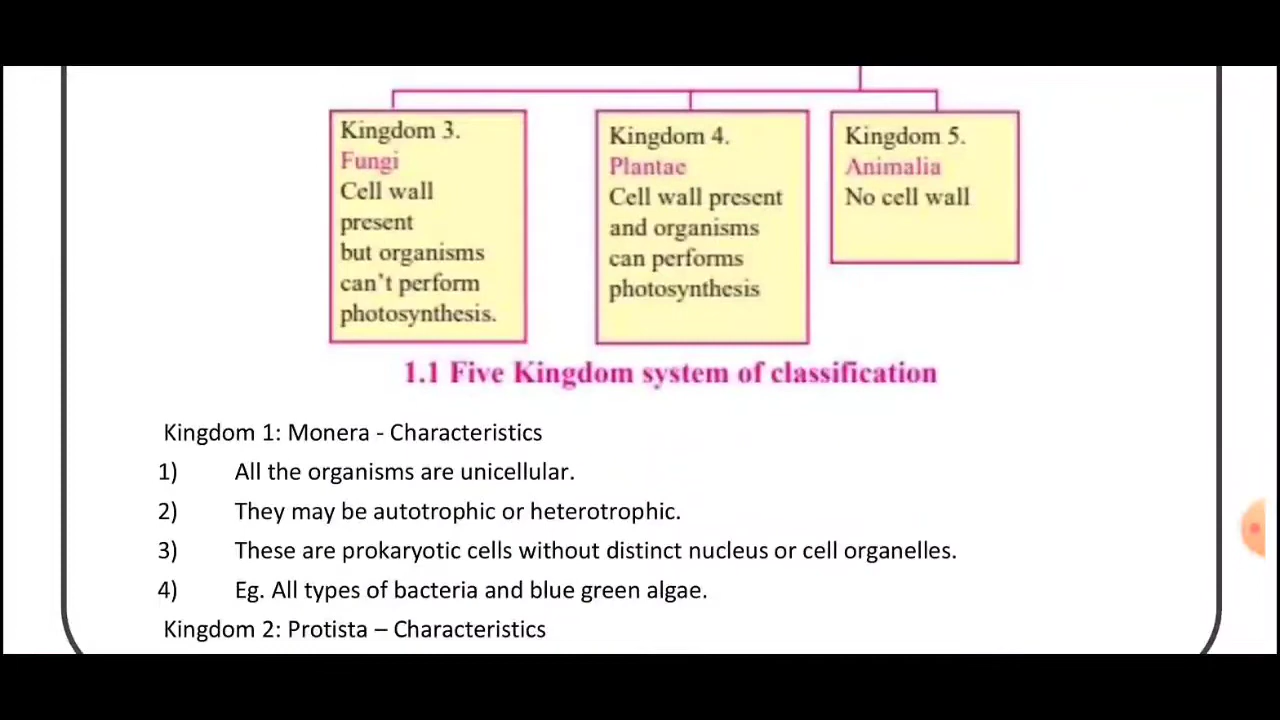 Kingdom 3.
Fungi
Cell wall
present
but organisms
can't perform
photosynthesis.
Kingdom 4.
Plantae
Cell wall present
and organisms
can performs
photosynthesis
Kingdom 5.
Animalia
No cell wall
1.1 Five Kingdom system of classification
Kingdom 1: Monera - Characteristics
1) All the organisms are unicellular.
2) They may be autotrophic or heterotrophic.
3) These are prokaryotic cells without distinct nucleus or cell organelles.
4) Eg. All types of bacteria and blue green algae.
Kingdom 2: Protista – Characteristics